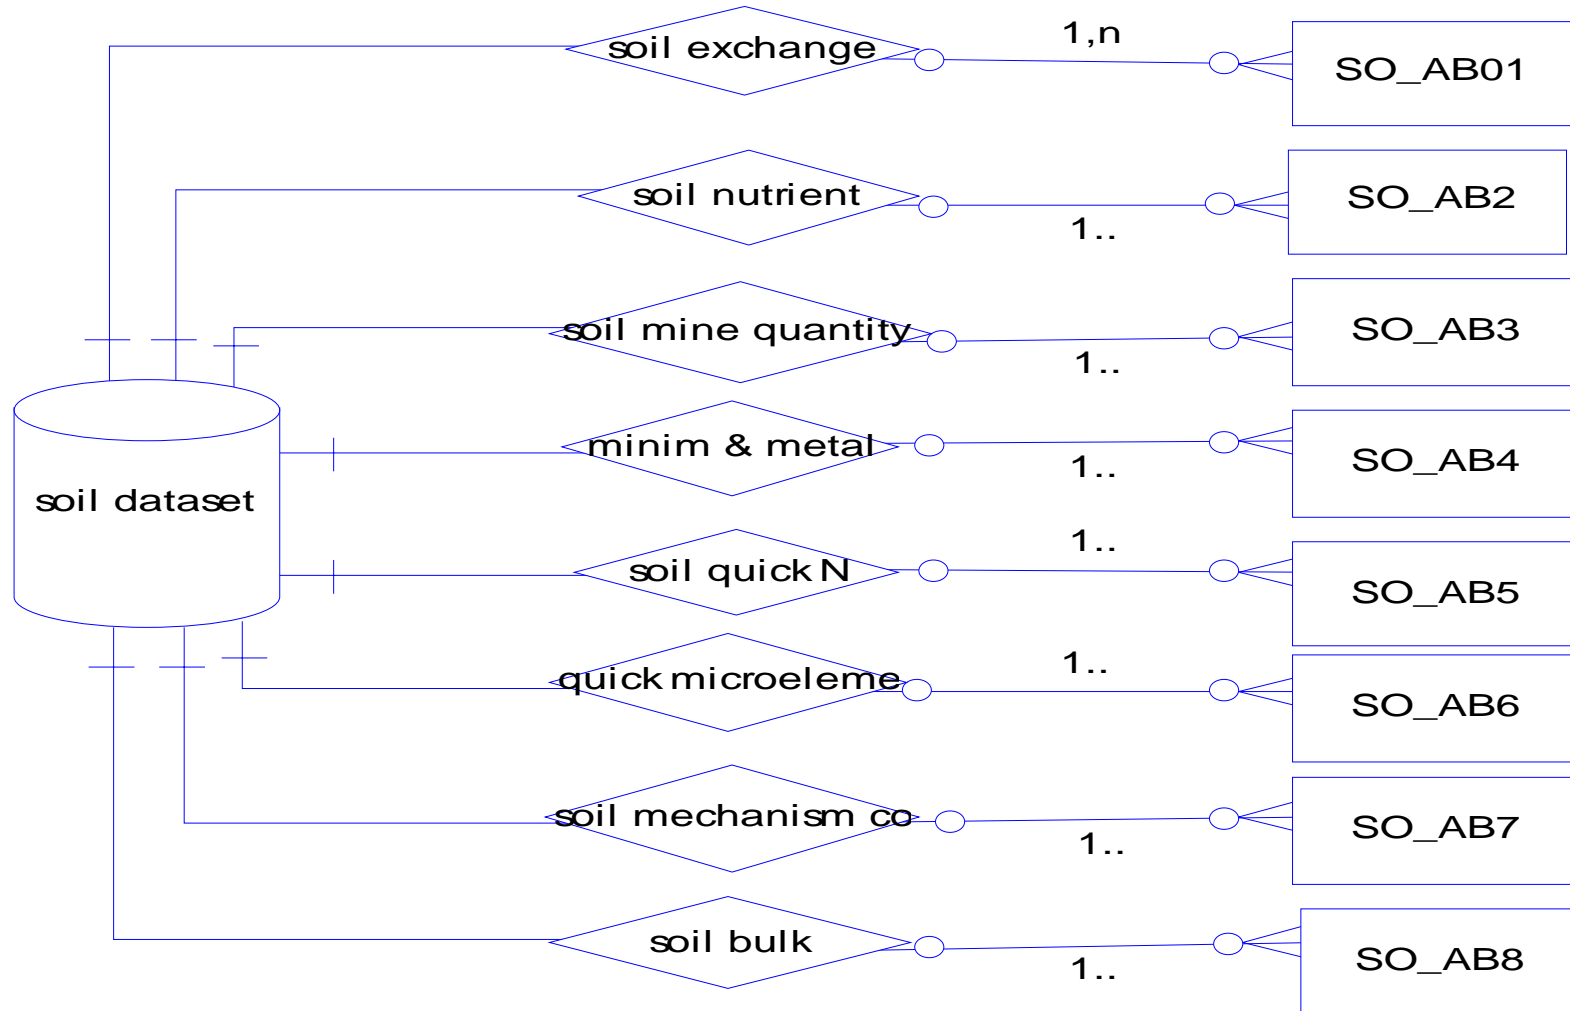 soil exchange
1,n
SO_AB01
soil nutrient
1..
SO_AB2
soil mine quantity
1..
SO_AB3
minim & metal
1..
SO_AB4
soil dataset
soil quick N
1..
SO_AB5
quick microeleme
1..
SO_AB6
soil mechanism co
1..
SO_AB7
soil bulk
1..
SO_AB8